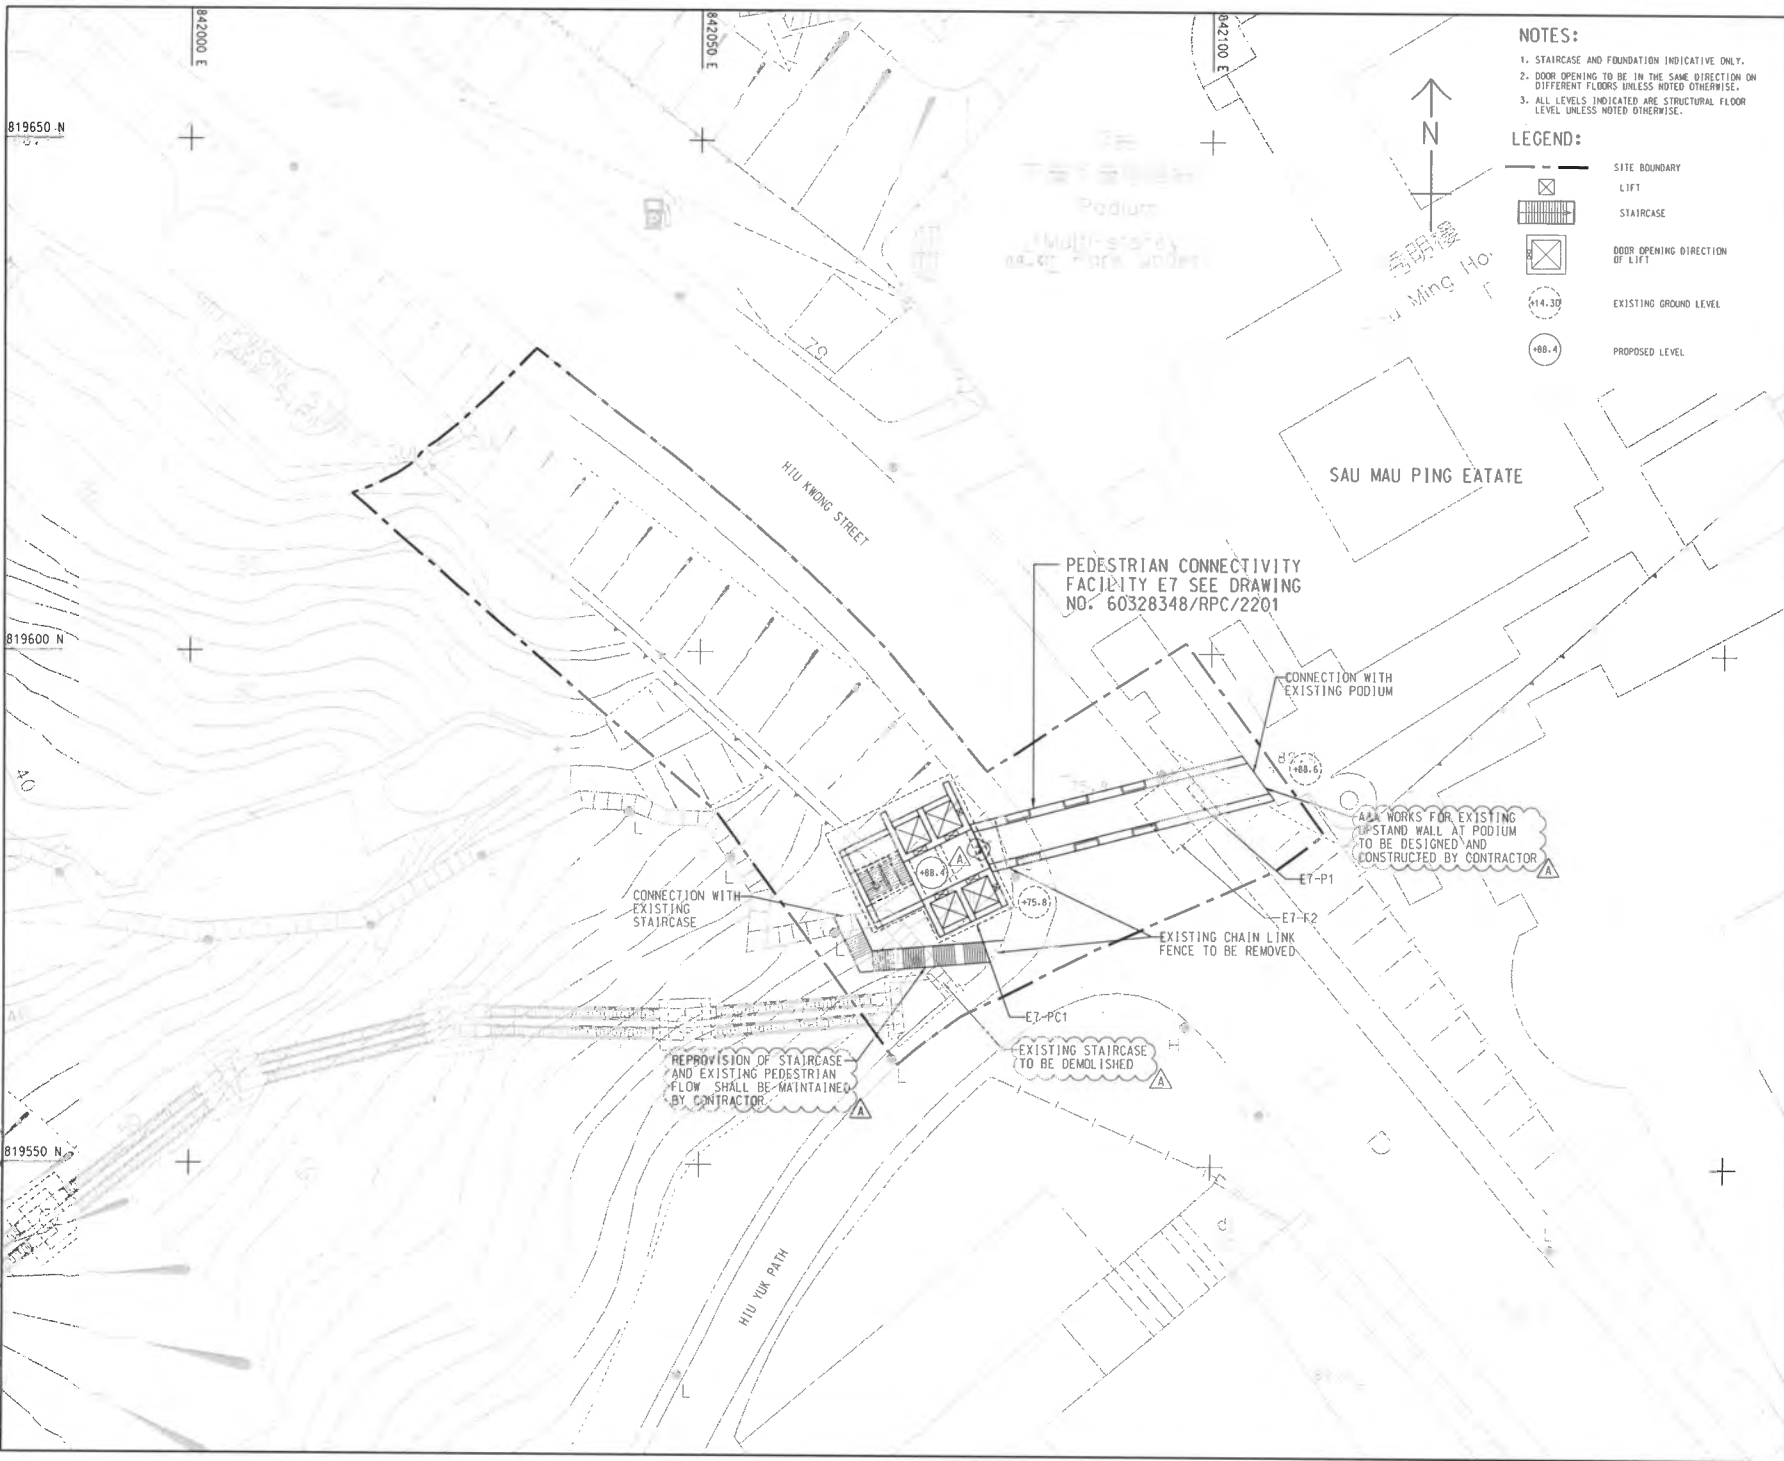 842000 E
842050 E
842100 E
NOTES:
1. STAIRCASE AND FOUNDATION INDICATIVE ONLY.
2. DOOR OPENING TO BE IN THE SAME DIRECTION ON
DIFFERENT FLOORS UNLESS NOTED OTHERWISE.
3. ALL LEVELS INDICATED ARE STRUCTURAL FLOOR
LEVEL UNLESS NOTED OTHERWISE.
819650 N
N
LEGEND:
SITE BOUNDARY
LIFT
STAIRCASE
DOOR OPENING DIRECTION
OF LIFT
+14.30
EXISTING GROUND LEVEL
+88.4
PROPOSED LEVEL
Podium
Ming Ho
明樓
SAU MAU PING EATATE
HIU KWONG STREET
PEDESTRIAN CONNECTIVITY
FACILITY E7 SEE DRAWING
NO. 60328348/RPC/2201
819600 N
CONNECTION WITH
EXISTING PODIUM
+88.6
40
A&A WORKS FOR EXISTING
UPSTAND WALL AT PODIUM
TO BE DESIGNED AND
CONSTRUCTED BY CONTRACTOR
A
L
A
+88.4
L
E7-P1
CONNECTION WITH
EXISTING
STAIRCASE
+75.8
E7-F2
L
EXISTING CHAIN LINK
FENCE TO BE REMOVED
E7-PC1
H
REPROVISION OF STAIRCASE
AND EXISTING PEDESTRIAN
FLOW SHALL BE MAINTAINED
BY CONTRACTOR
A
EXISTING STAIRCASE
TO BE DEMOLISHED
A
L
819550 N
HIU YUK PATH
L